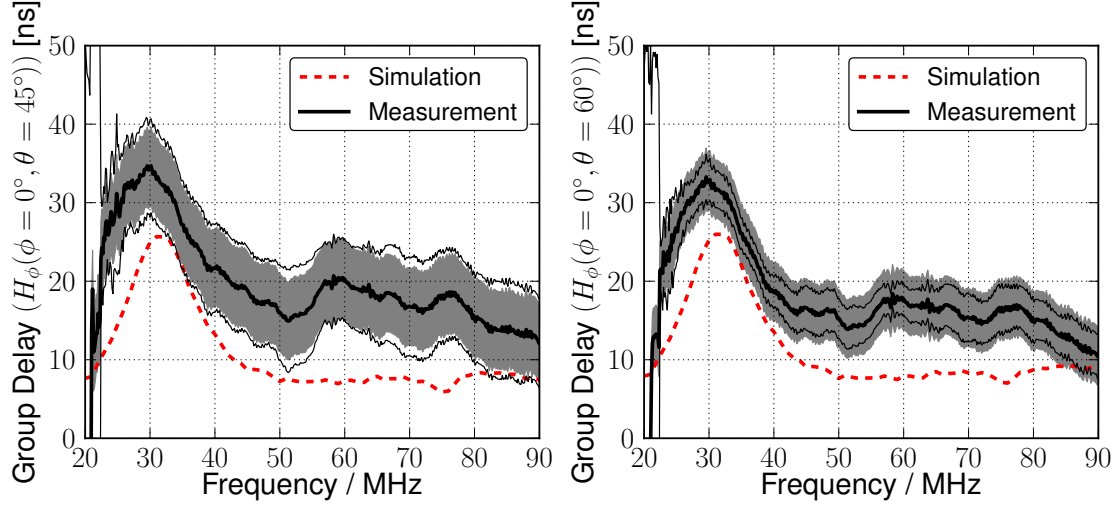 Group Delay (H_ϕ(ϕ = 0°, θ = 45°)) [ns]
50
40
30
20
10
0
Simulation
Measurement
20 30 40 50 60 70 80 90
Frequency / MHz
Group Delay (H_ϕ(ϕ = 0°, θ = 60°)) [ns]
50
40
30
20
10
0
Simulation
Measurement
20 30 40 50 60 70 80 90
Frequency / MHz